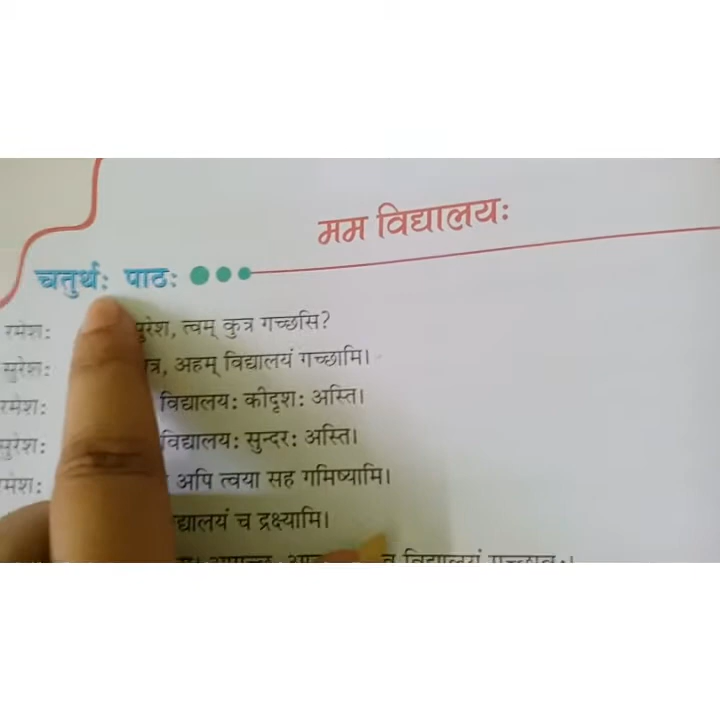 मम विद्यालयः
चतुर्थः पाठः
रमेशः त्वम् कुत्र गच्छसि?
सुरेशः अहम् विद्यालयं गच्छामि।
रमेशः विद्यालयः कीदृशः अस्ति।
सुरेशः विद्यालयः सुन्दरः अस्ति।
अपि त्वया सह गमिष्यामि।
च द्रक्ष्यामि।
विद्यालयं